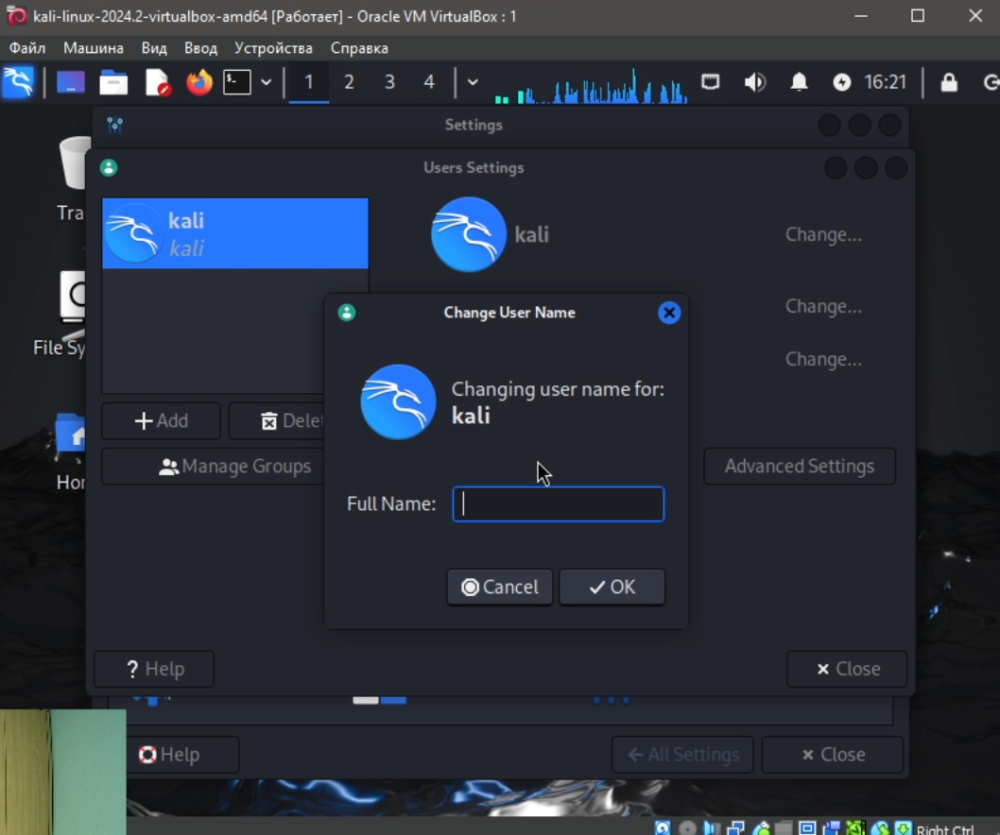 kali-linux-2024.2-virtualbox-amd64 [Работает] - Oracle VM VirtualBox : 1
Файл Машина Вид Ввод Устройства Справка
1 2 3 4 16:21
Settings
Users Settings
kali
kali
kali
Change...
Change...
Change...
Change User Name
Changing user name for:
kali
Full Name:
Cancel
OK
Add
Delet
Manage Groups
Advanced Settings
Help
Close
Help
All Settings
Close
Tra
File Sy
Hor
Right Ctrl